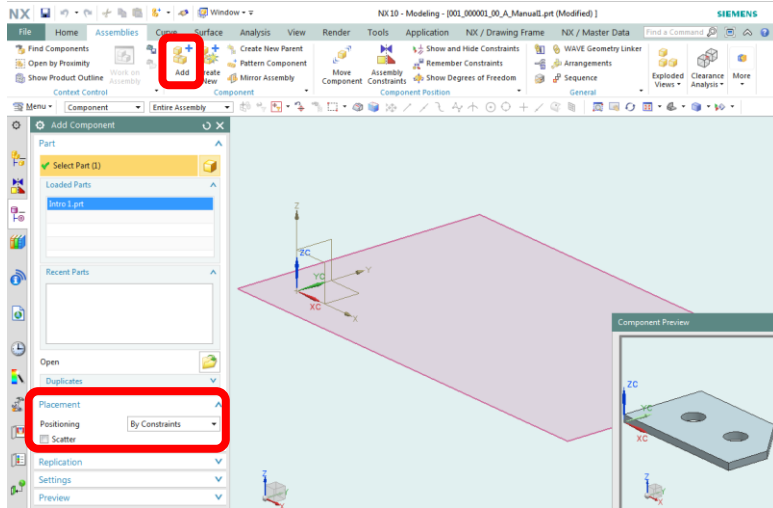 NX Window NX 10 - Modeling - [001_000001_00_A_Manual1.prt (Modified) ] SIEMENS
File Home Assemblies Curve Surface Analysis View Render Tools Application NX / Drawing Frame NX / Master Data Find a Command
Find Components Create New Parent Show and Hide Constraints WAVE Geometry Linker
Open by Proximity Pattern Component Remember Constraints Arrangements
Show Product Outline Mirror Assembly Show Degrees of Freedom Sequence
Work on Assembly Add Create New Move Component Assembly Constraints Exploded Views Clearance Analysis More
Context Control Component Component Position General
Menu Component Entire Assembly
Add Component
Part
Select Part (1)
Loaded Parts
Intro 1.prt
Recent Parts
Open
Duplicates
Placement
Positioning By Constraints
Scatter
Replication
Settings
Preview
Z
ZC
YC
Y
XC
X
Component Preview
ZC
YC
XC
Z
Y
X
Z
X